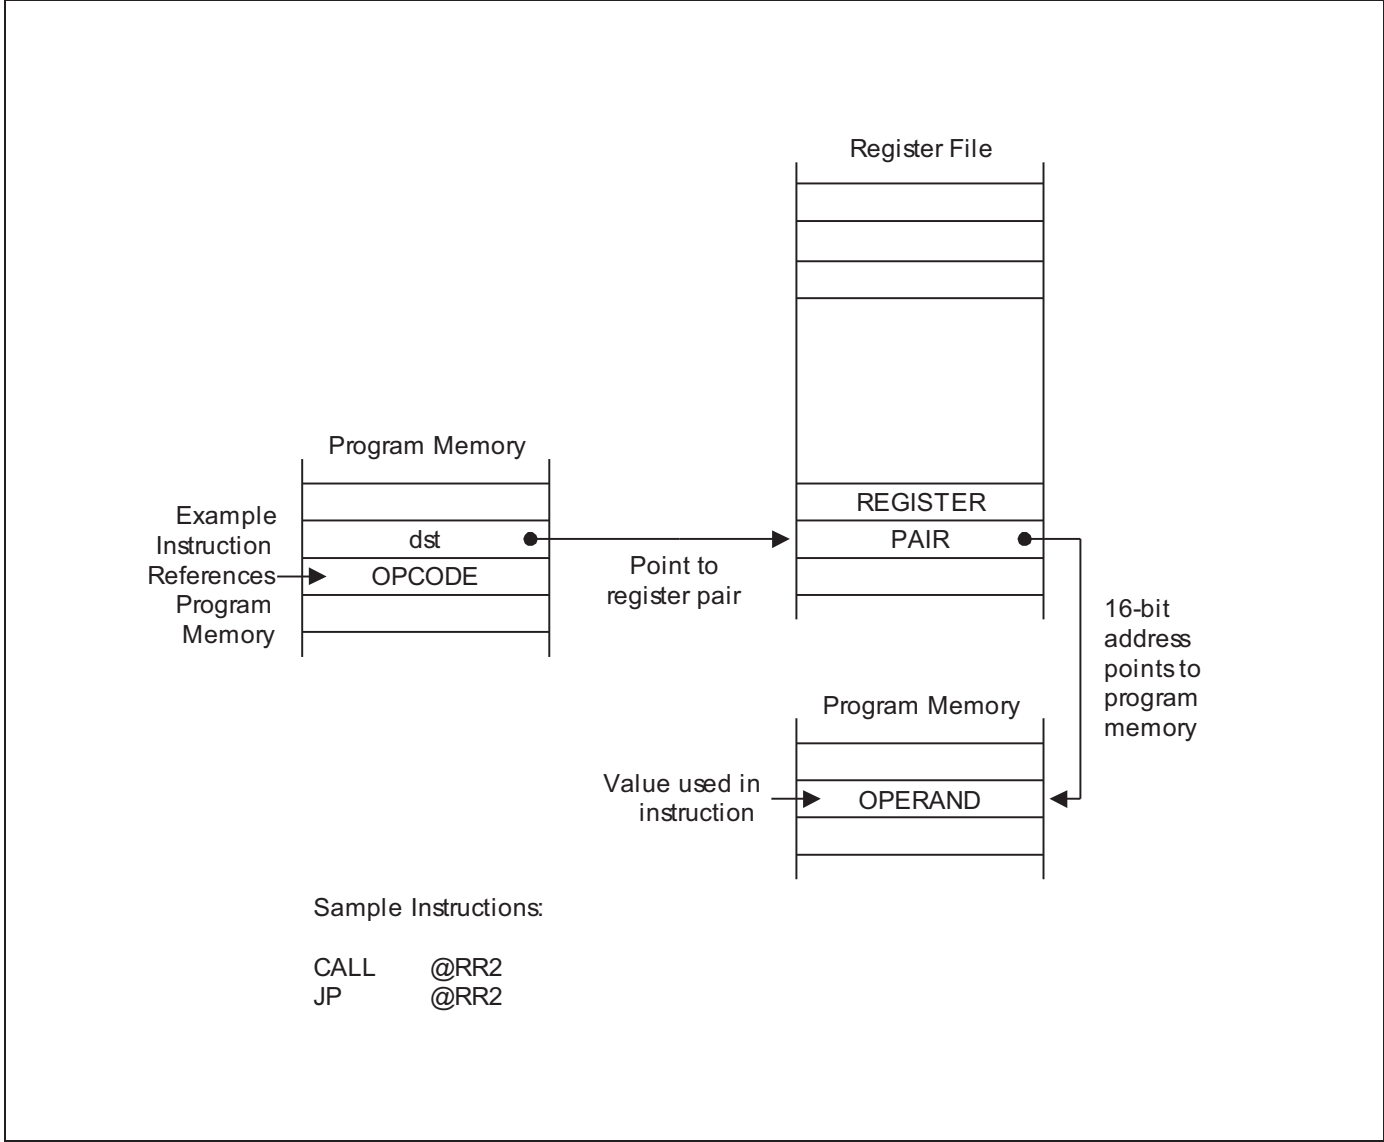 Register File
Program Memory
REGISTER
Example
Instruction
References
Program
Memory
dst
PAIR
OPCODE
Point to
register pair
16-bit
address
points to
program
memory
Program Memory
Value used in
instruction
OPERAND
Sample Instructions:
CALL @RR2
JP @RR2